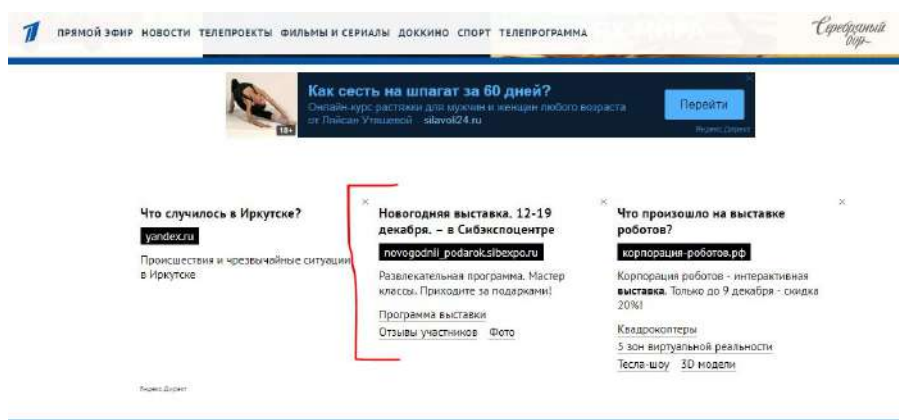 ПРЯМОЙ ЭФИР НОВОСТИ ТЕЛЕПРОЕКТЫ ФИЛЬМЫ И СЕРИАЛЫ ДОККИНО СПОРТ ТЕЛЕПРОГРАММА
Серебряный
бор
Как сесть на шпагат за 60 дней?
Онлайн-курс растяжки для мужчин и женщин любого возраста
от Ляйсан Утяшевой silavoli24.ru
Перейти
18+
Яндекс.Директ
Что случилось в Иркутске?
yandex.ru
Происшествия и чрезвычайные ситуации
в Иркутске
Новогодняя выставка. 12-19
декабря. – в Сибэкспоцентре
novogodnii_podarok.sibexpo.ru
Развлекательная программа. Мастер
классы. Приходите за подарками!
Программа выставки
Отзывы участников Фото
Что произошло на выставке
роботов?
корпорация-роботов.рф
Корпорация роботов - интерактивная
выставка. Только до 9 декабря - скидка
20%!
Квадрокоптеры
5 зон виртуальной реальности
Тесла-шоу 3D модели
Яндекс.Директ